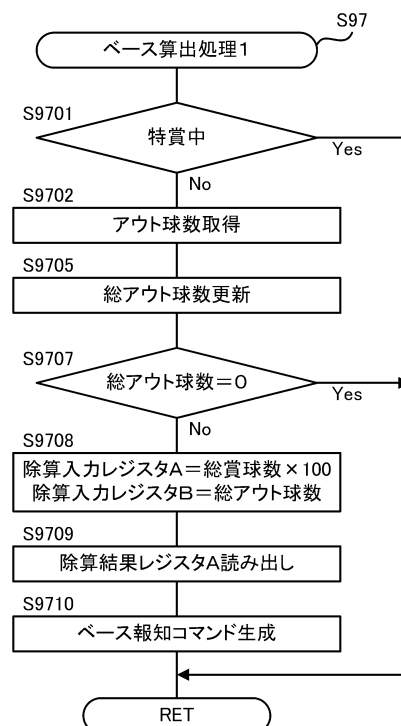 S97
ベース算出処理1
S9701
特賞中
Yes
No
S9702
アウト球数取得
S9705
総アウト球数更新
S9707
総アウト球数=0
Yes
No
S9708
除算入力レジスタA=総賞球数×100
除算入力レジスタB=総アウト球数
S9709
除算結果レジスタA読み出し
S9710
ベース報知コマンド生成
RET